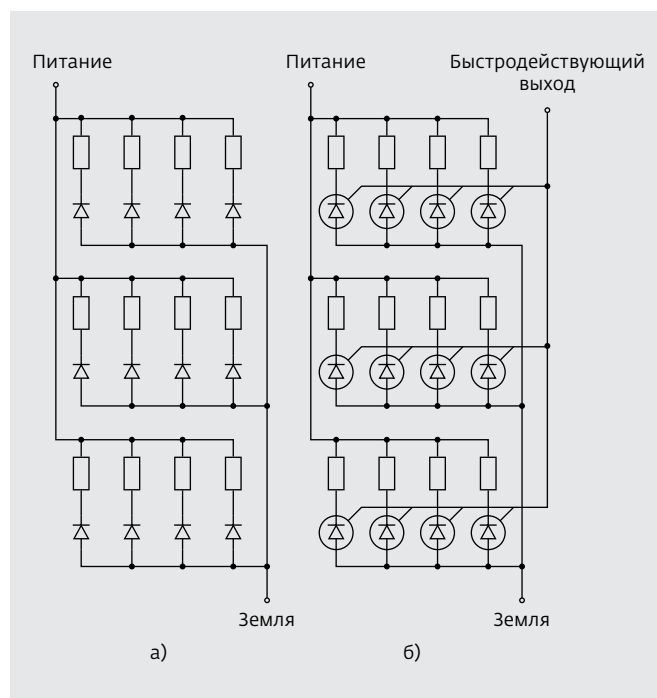 Питание
Питание
Быстродействующий
выход
Земля
Земля
а)
б)